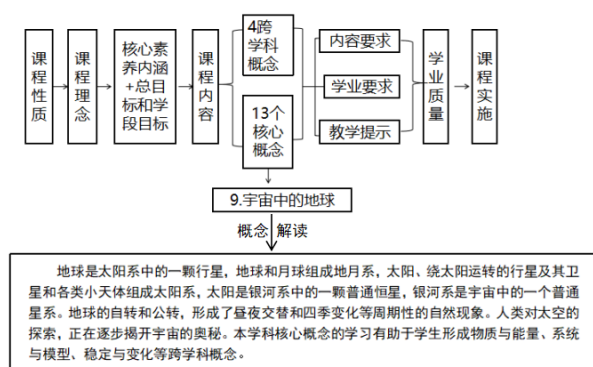 课程性质
课程理念
核心素
养内涵
+总目
标和学
段目标
课程内容
4跨
学科
概念
13个
核心
概念
内容要求
学业要求
教学提示
学业质量
课程实施
9.宇宙中的地球
概念 解读
地球是太阳系中的一颗行星，地球和月球组成地月系，太阳、绕太阳运转的行星及其卫
星和各类小天体组成太阳系，太阳是银河系中的一颗普通恒星，银河系是宇宙中的一个普通
星系。地球的自转和公转，形成了昼夜交替和四季变化等周期性的自然现象。人类对太空的
探索，正在逐步揭开宇宙的奥秘。本学科核心概念的学习有助于学生形成物质与能量、系统
与模型、稳定与变化等跨学科概念。